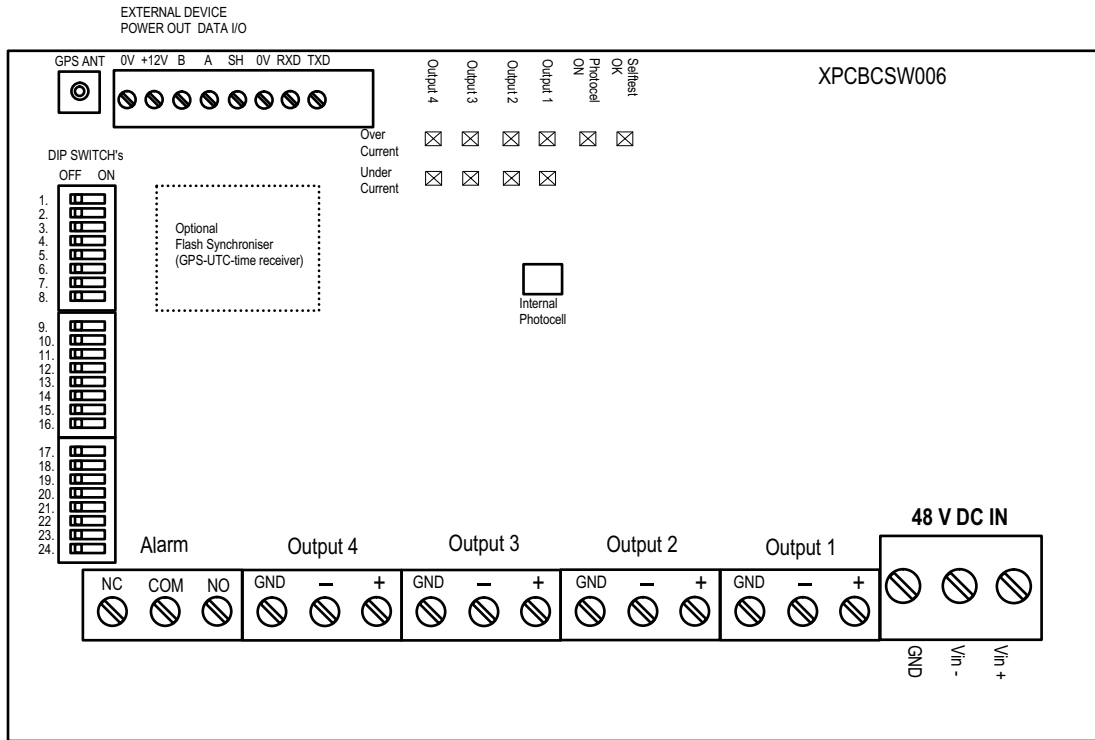 EXTERNAL DEVICE
POWER OUT DATA I/O
GPS ANT 0V +12V B A SH 0V RXD TXD
Output 4
Output 3
Output 2
Output 1
Photocel
ON
Selftest
OK
XPCBCSW006
Over
Current
Under
Current
DIP SWITCH's
OFF ON
1.
2.
3.
4.
5.
6.
7.
8.
Optional
Flash Synchroniser
(GPS-UTC-time receiver)
Internal
Photocell
9.
10.
11.
12.
13.
14
15.
16.
17.
18.
19.
20.
21.
22
23.
24.
48 V DC IN
Alarm Output 4 Output 3 Output 2 Output 1
NC COM NO GND – + GND – + GND – + GND – +
GND
Vin -
Vin +